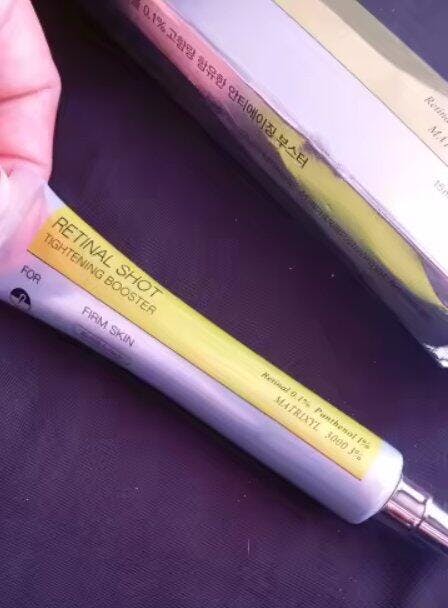 0.1% 고함량 함유한 안티에이징 부스터
RETINAL SHOT
TIGHTENING BOOSTER
FOR
FIRM SKIN
Retinal 0.1% Panthenol 1%
MATRIXYL 3000 3%